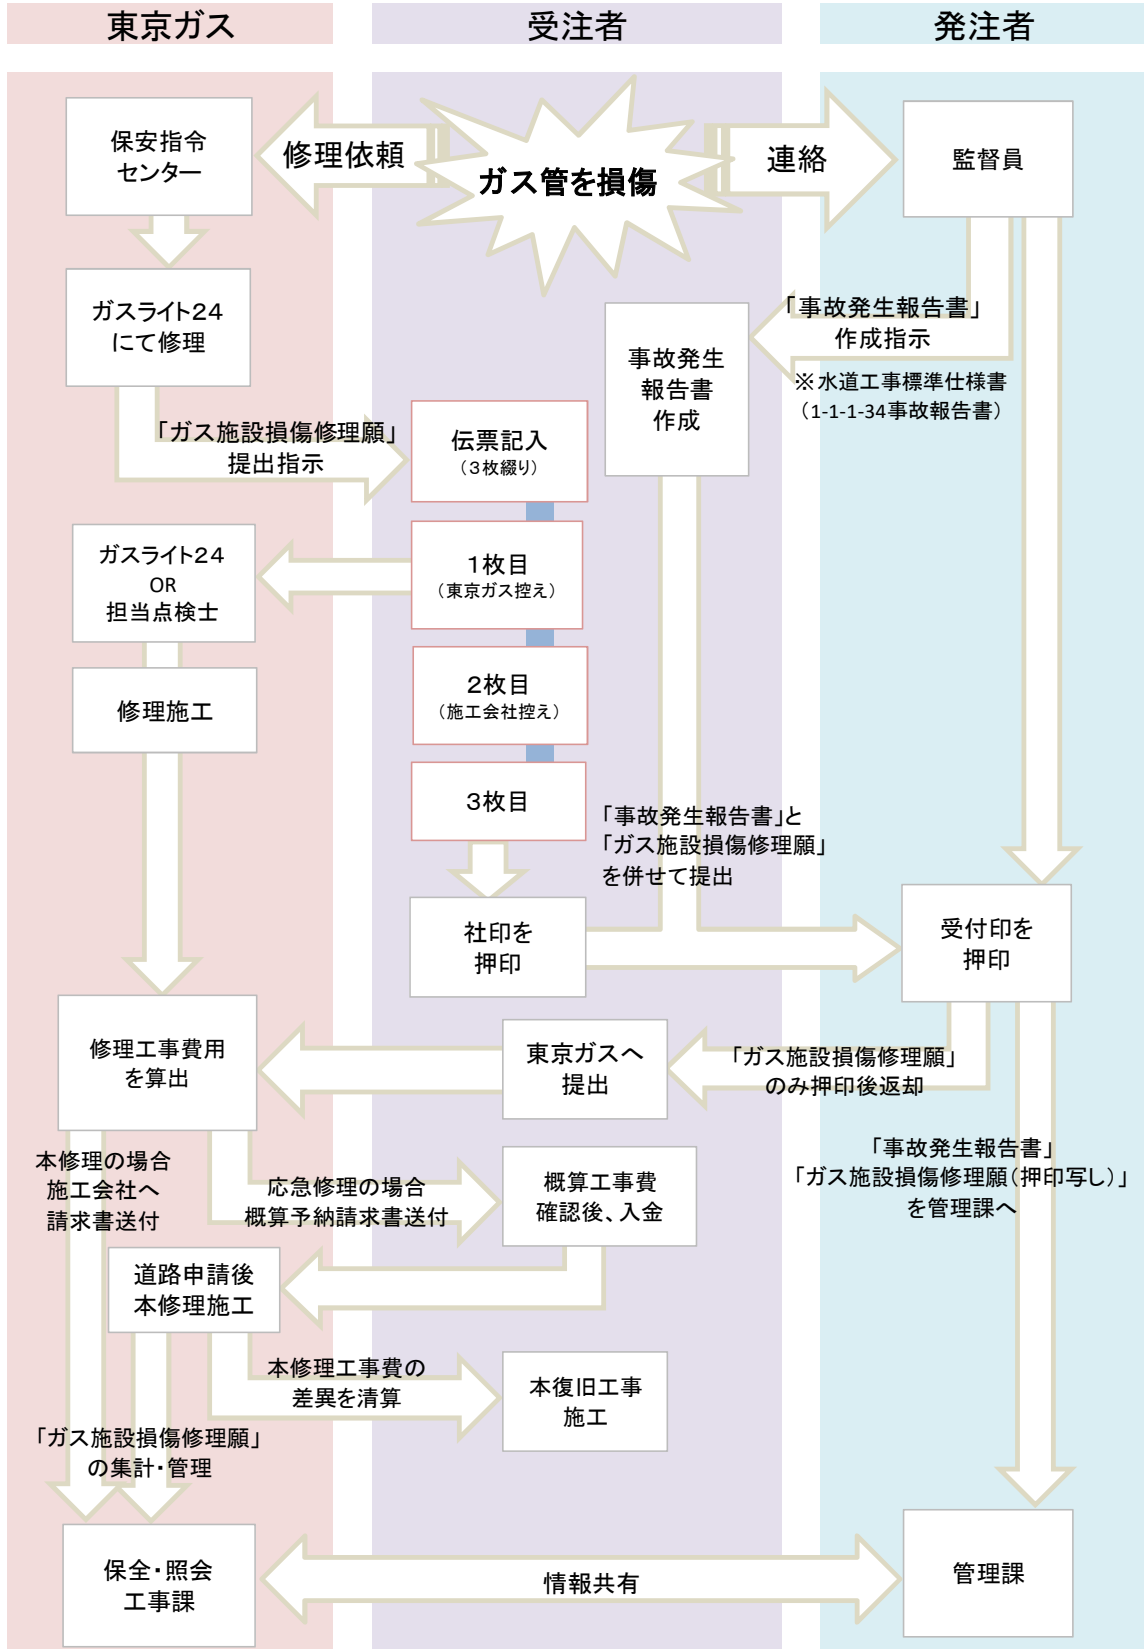 東京ガス
受注者
発注者
保安指令
センター
修理依頼
ガス管を損傷
連絡
監督員
ガスライト24
にて修理
「事故発生報告書」
作成指示
※水道工事標準仕様書
（1-1-1-34事故報告書）
事故発生
報告書
作成
「ガス施設損傷修理願」
提出指示
伝票記入
（3枚綴り）
ガスライト24
OR
担当点検士
1枚目
（東京ガス控え）
修理施工
2枚目
（施工会社控え）
3枚目
「事故発生報告書」と
「ガス施設損傷修理願」
を併せて提出
社印を
押印
受付印を
押印
修理工事費用
を算出
東京ガスへ
提出
「ガス施設損傷修理願」
のみ押印後返却
本修理の場合
施工会社へ
請求書送付
応急修理の場合
概算予納請求書送付
概算工事費
確認後、入金
「事故発生報告書」
「ガス施設損傷修理願（押印写し）」
を管理課へ
道路申請後
本修理施工
本修理工事費の
差異を清算
本復旧工事
施工
「ガス施設損傷修理願」
の集計・管理
保全・照会
工事課
情報共有
管理課